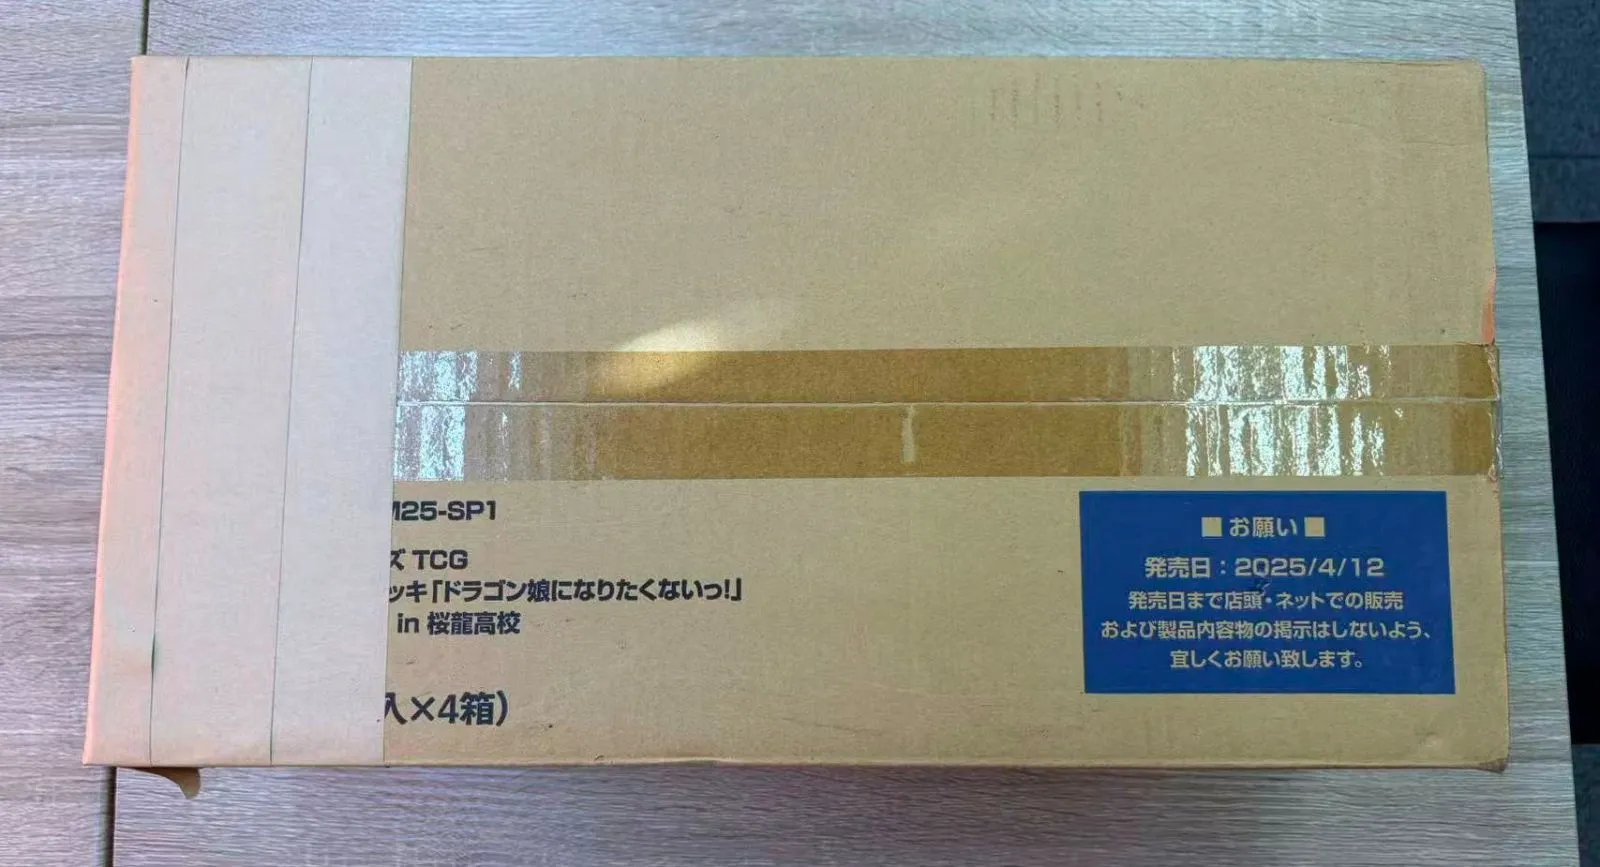 M25-SP1
ズ TCG
ッキ「ドラゴン娘になりたくないっ!」
in 桜龍高校
入×4箱)
■ お願い ■
発売日：2025/4/12
発売日まで店頭・ネットでの販売
および製品内容物の掲示はしないよう、
宜しくお願い致します。